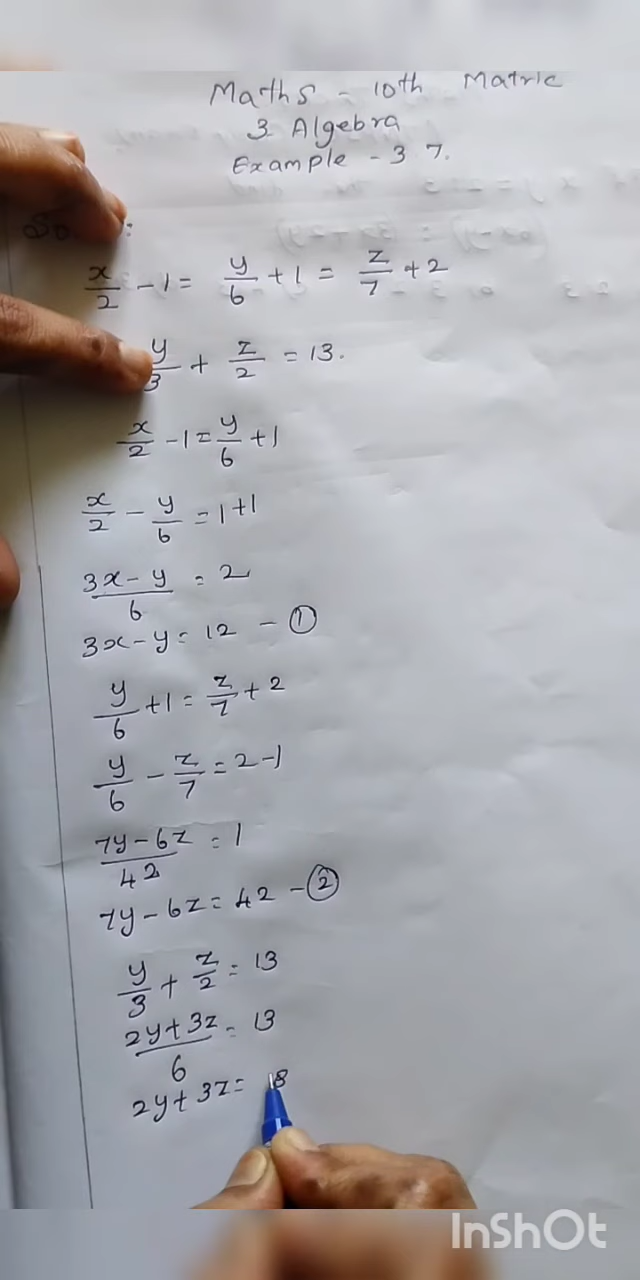 Maths - 10th Matric
3 Algebra
Example - 3.7.
x/2 - 1 = y/6 + 1 = z/7 + 2
y/3 + z/2 = 13.
x/2 - 1 = y/6 + 1
x/2 - y/6 = 1+1
3x - y/6 = 2
3x - y = 12 - ①
y/6 + 1 = z/7 + 2
y/6 - z/7 = 2-1
7y - 6z/42 = 1
7y - 6z = 42 - ②
y/3 + z/2 = 13
2y + 3z/6 = 13
2y + 3z = 8
InShOt